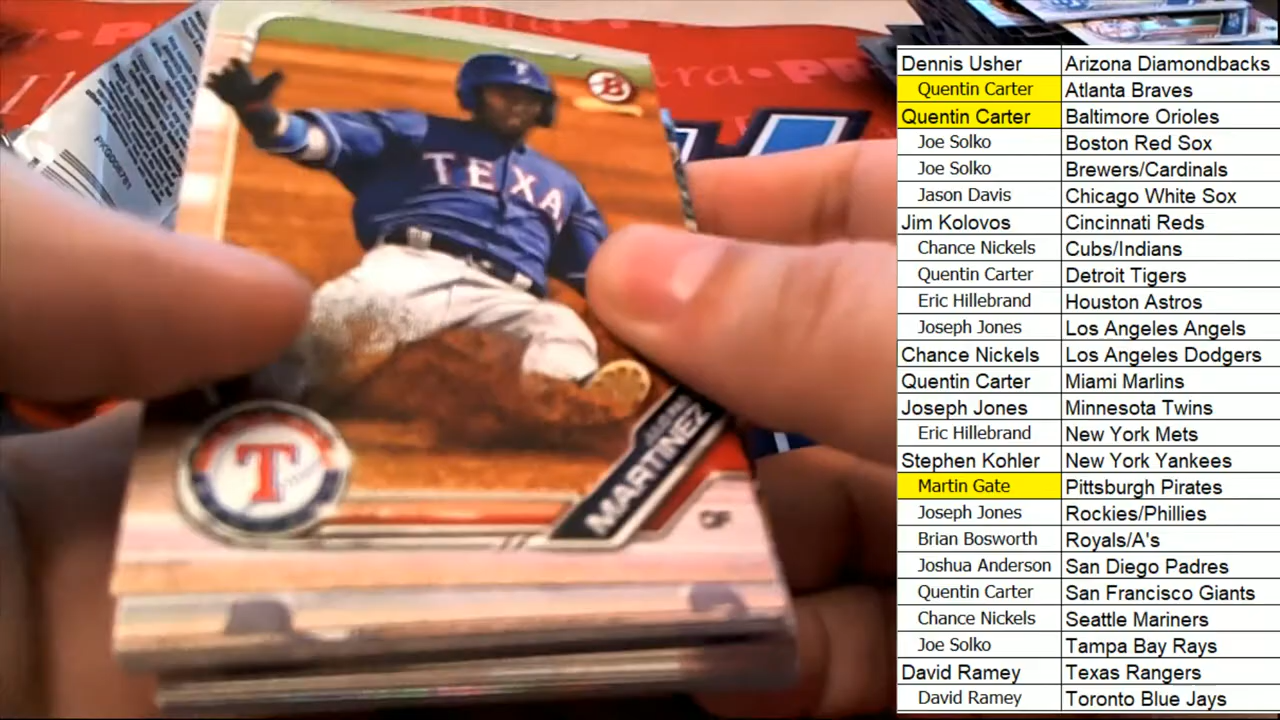 Dennis Usher Arizona Diamondbacks
Quentin Carter Atlanta Braves
Quentin Carter Baltimore Orioles
Joe Solko Boston Red Sox
Joe Solko Brewers/Cardinals
Jason Davis Chicago White Sox
Jim Kolovos Cincinnati Reds
Chance Nickels Cubs/Indians
Quentin Carter Detroit Tigers
Eric Hillebrand Houston Astros
Joseph Jones Los Angeles Angels
Chance Nickels Los Angeles Dodgers
Quentin Carter Miami Marlins
Joseph Jones Minnesota Twins
Eric Hillebrand New York Mets
Stephen Kohler New York Yankees
Martin Gate Pittsburgh Pirates
Joseph Jones Rockies/Phillies
Brian Bosworth Royals/A's
Joshua Anderson San Diego Padres
Quentin Carter San Francisco Giants
Chance Nickels Seattle Mariners
Joe Solko Tampa Bay Rays
David Ramey Texas Rangers
David Ramey Toronto Blue Jays
B
T
TEXA
T
MARTINEZ
OF